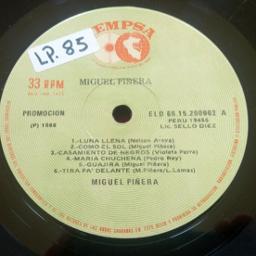 EMPSA
LP. 85
33 RPM
MIGUEL PIÑERA
PROMOCION
(P) 1986
ELD 60.15.200002 A
PERU 19466
Lic. SELLO DIEZ
1.-LUNA LLENA (Nelson Araya)
2.-COMO EL SOL (Miguel Piñera)
3.-CASAMIENTO DE NEGROS (Violeta Parra)
4.-MARIA CHUCHENA (Pedro Rey)
5.-GUAJIRA (Miguel Piñera)
6.-TIRA PA' DELANTE (M.Piñera/L.Lamas)
MIGUEL PIÑERA